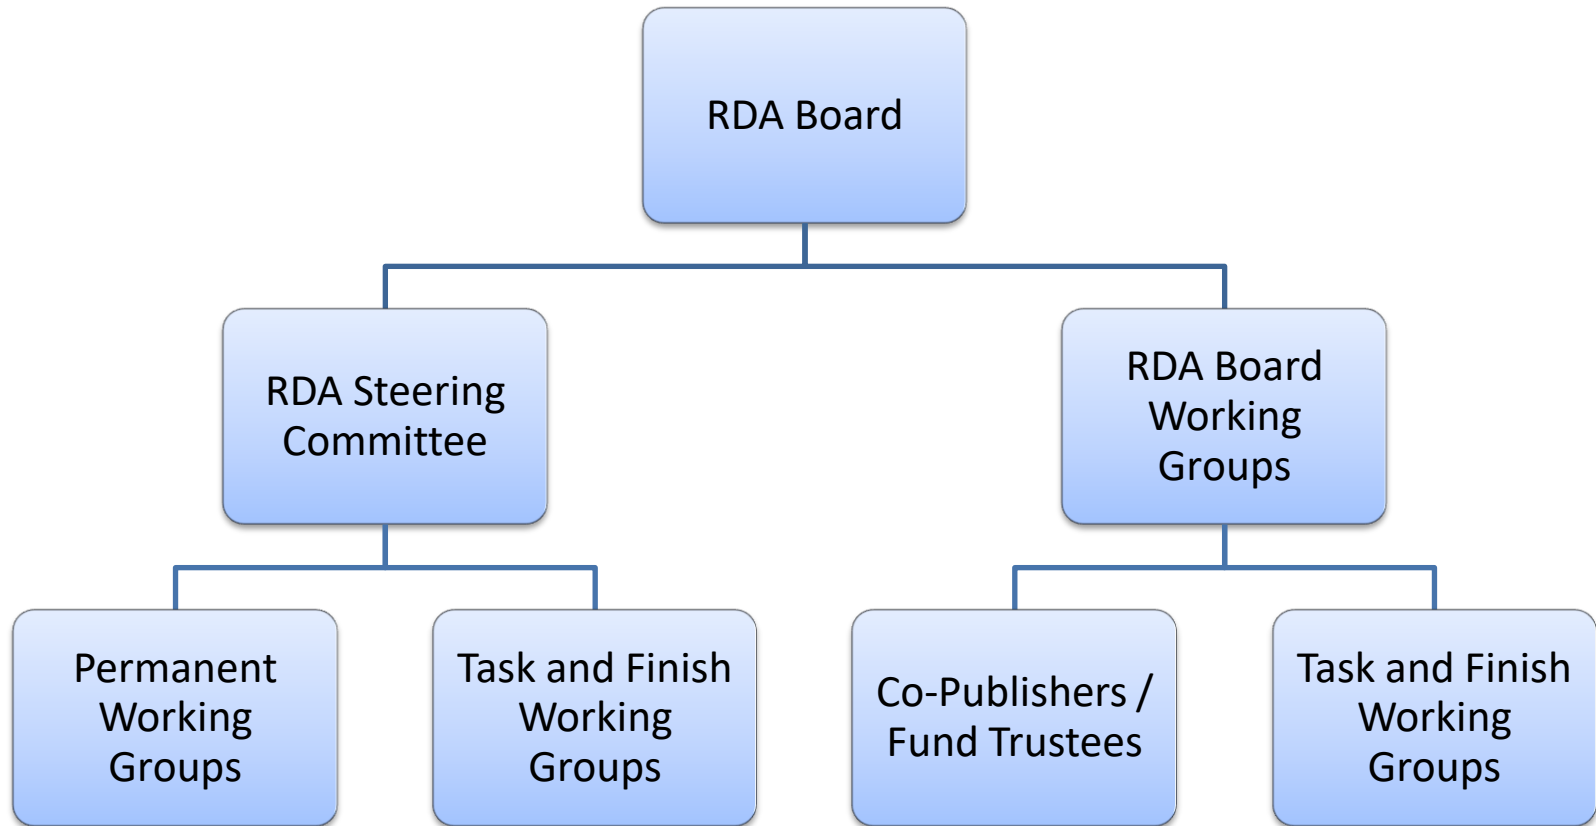 RDA Board
RDA Steering
Committee
RDA Board
Working
Groups
Permanent
Working
Groups
Task and Finish
Working
Groups
Co-Publishers /
Fund Trustees
Task and Finish
Working
Groups